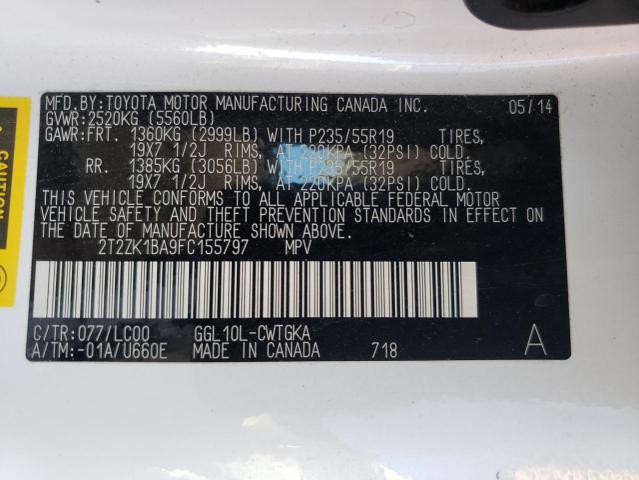 MFD.BY:TOYOTA MOTOR MANUFACTURING CANADA INC. 05/14
GVWR:2520KG (5560LB)
GAWR:FRT. 1360KG (2999LB) WITH P235/55R19 TIRES,
19X7 1/2J RIMS, AT 220KPA (32PSI) COLD.
RR. 1385KG (3056LB) WITH P235/55R19 TIRES,
19X7 1/2J RIMS, AT 220KPA (32PSI) COLD.
THIS VEHICLE CONFORMS TO ALL APPLICABLE FEDERAL MOTOR
VEHICLE SAFETY AND THEFT PREVENTION STANDARDS IN EFFECT ON THE
DATE OF MANUFACTURE SHOWN ABOVE.
2T2ZK1BA9FC155797 MPV
C/TR:077/LC00 GGL10L-CWTGKA A
A/TM:-01A/U660E MADE IN CANADA 718
CAUTION